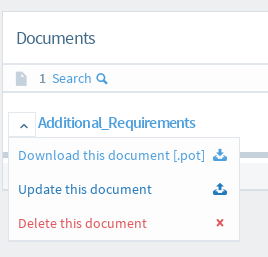 Documents
1 Search
Additional_Requirements
Download this document [.pot]
Update this document
Delete this document